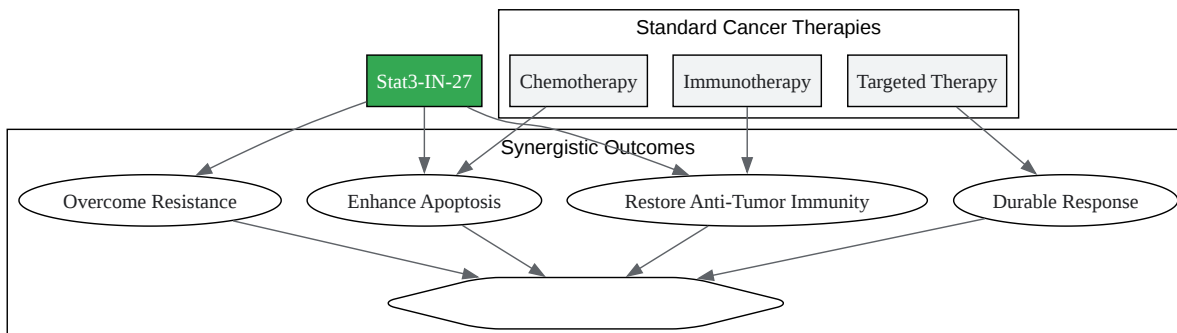 Standard Cancer Therapies
Stat3-IN-27
Chemotherapy
Immunotherapy
Targeted Therapy
Synergistic Outcomes
Overcome Resistance
Enhance Apoptosis
Restore Anti-Tumor Immunity
Durable Response